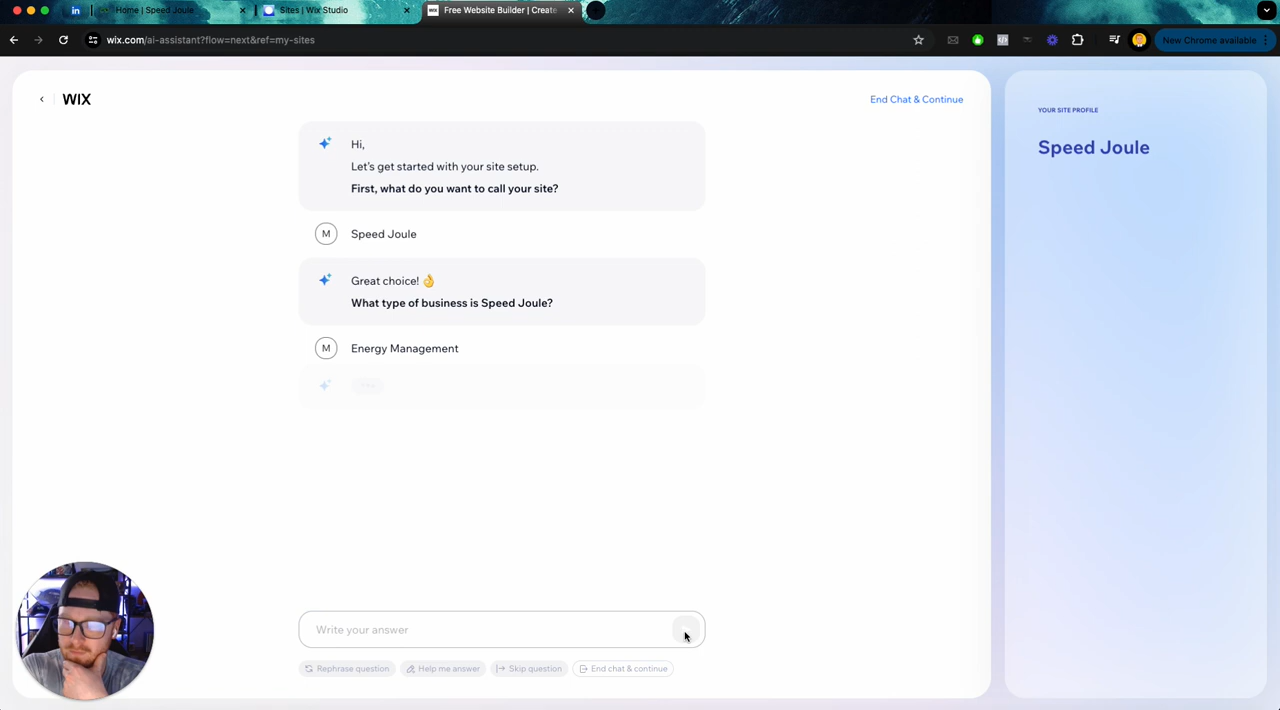 in
Home | Speed Joule
Sites | Wix Studio
WIX
Free Website Builder | Create
wix.com/ai-assistant?flow=next&ref=my-sites
New Chrome available
WIX
End Chat & Continue
Hi,
Let's get started with your site setup.
First, what do you want to call your site?
M
Speed Joule
Great choice! 👌
What type of business is Speed Joule?
M
Energy Management
Write your answer
Rephrase question
Help me answer
Skip question
End chat & continue
YOUR SITE PROFILE
Speed Joule